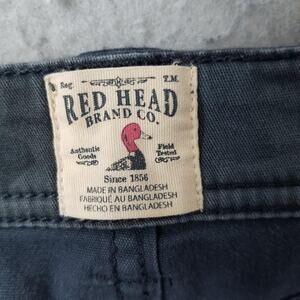 Reg. T.M.
RED HEAD
BRAND CO.
Authentic Field
Goods Tested
Since 1856
MADE IN BANGLADESH
FABRIQUÉ AU BANGLADESH
HECHO EN BANGLADESH